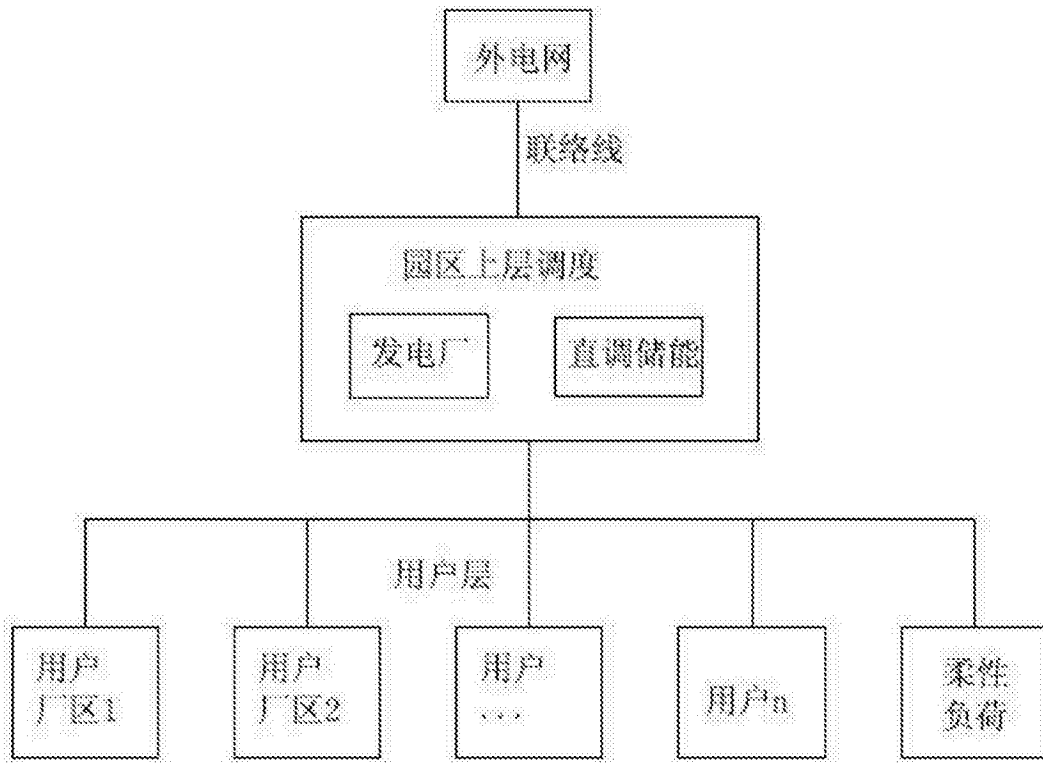 外电网
联络线
园区上层调度
发电厂
直调储能
用户层
用户
厂区1
用户
厂区2
用户
...
用户n
柔性
负荷